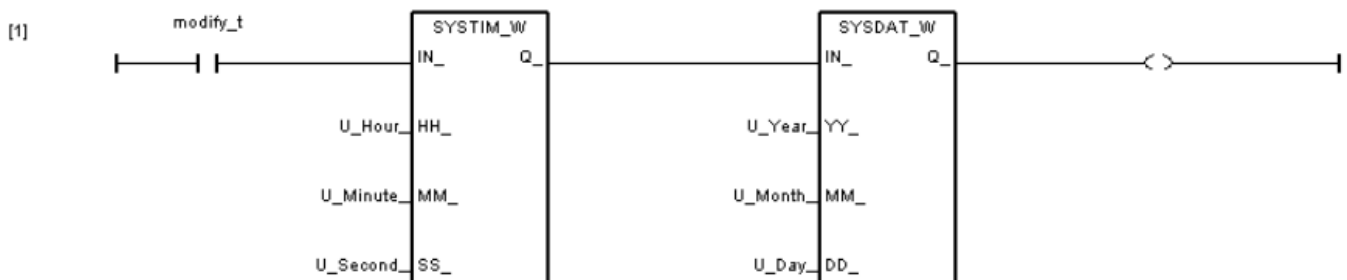 modify_t
[1]
SYSTIM_W SYSDAT_W
IN_ Q_ IN_ Q_
U_Hour_ HH_ U_Year_ YY_
U_Minute_ MM_ U_Month_ MM_
U_Second_ SS_ U_Day_ DD_